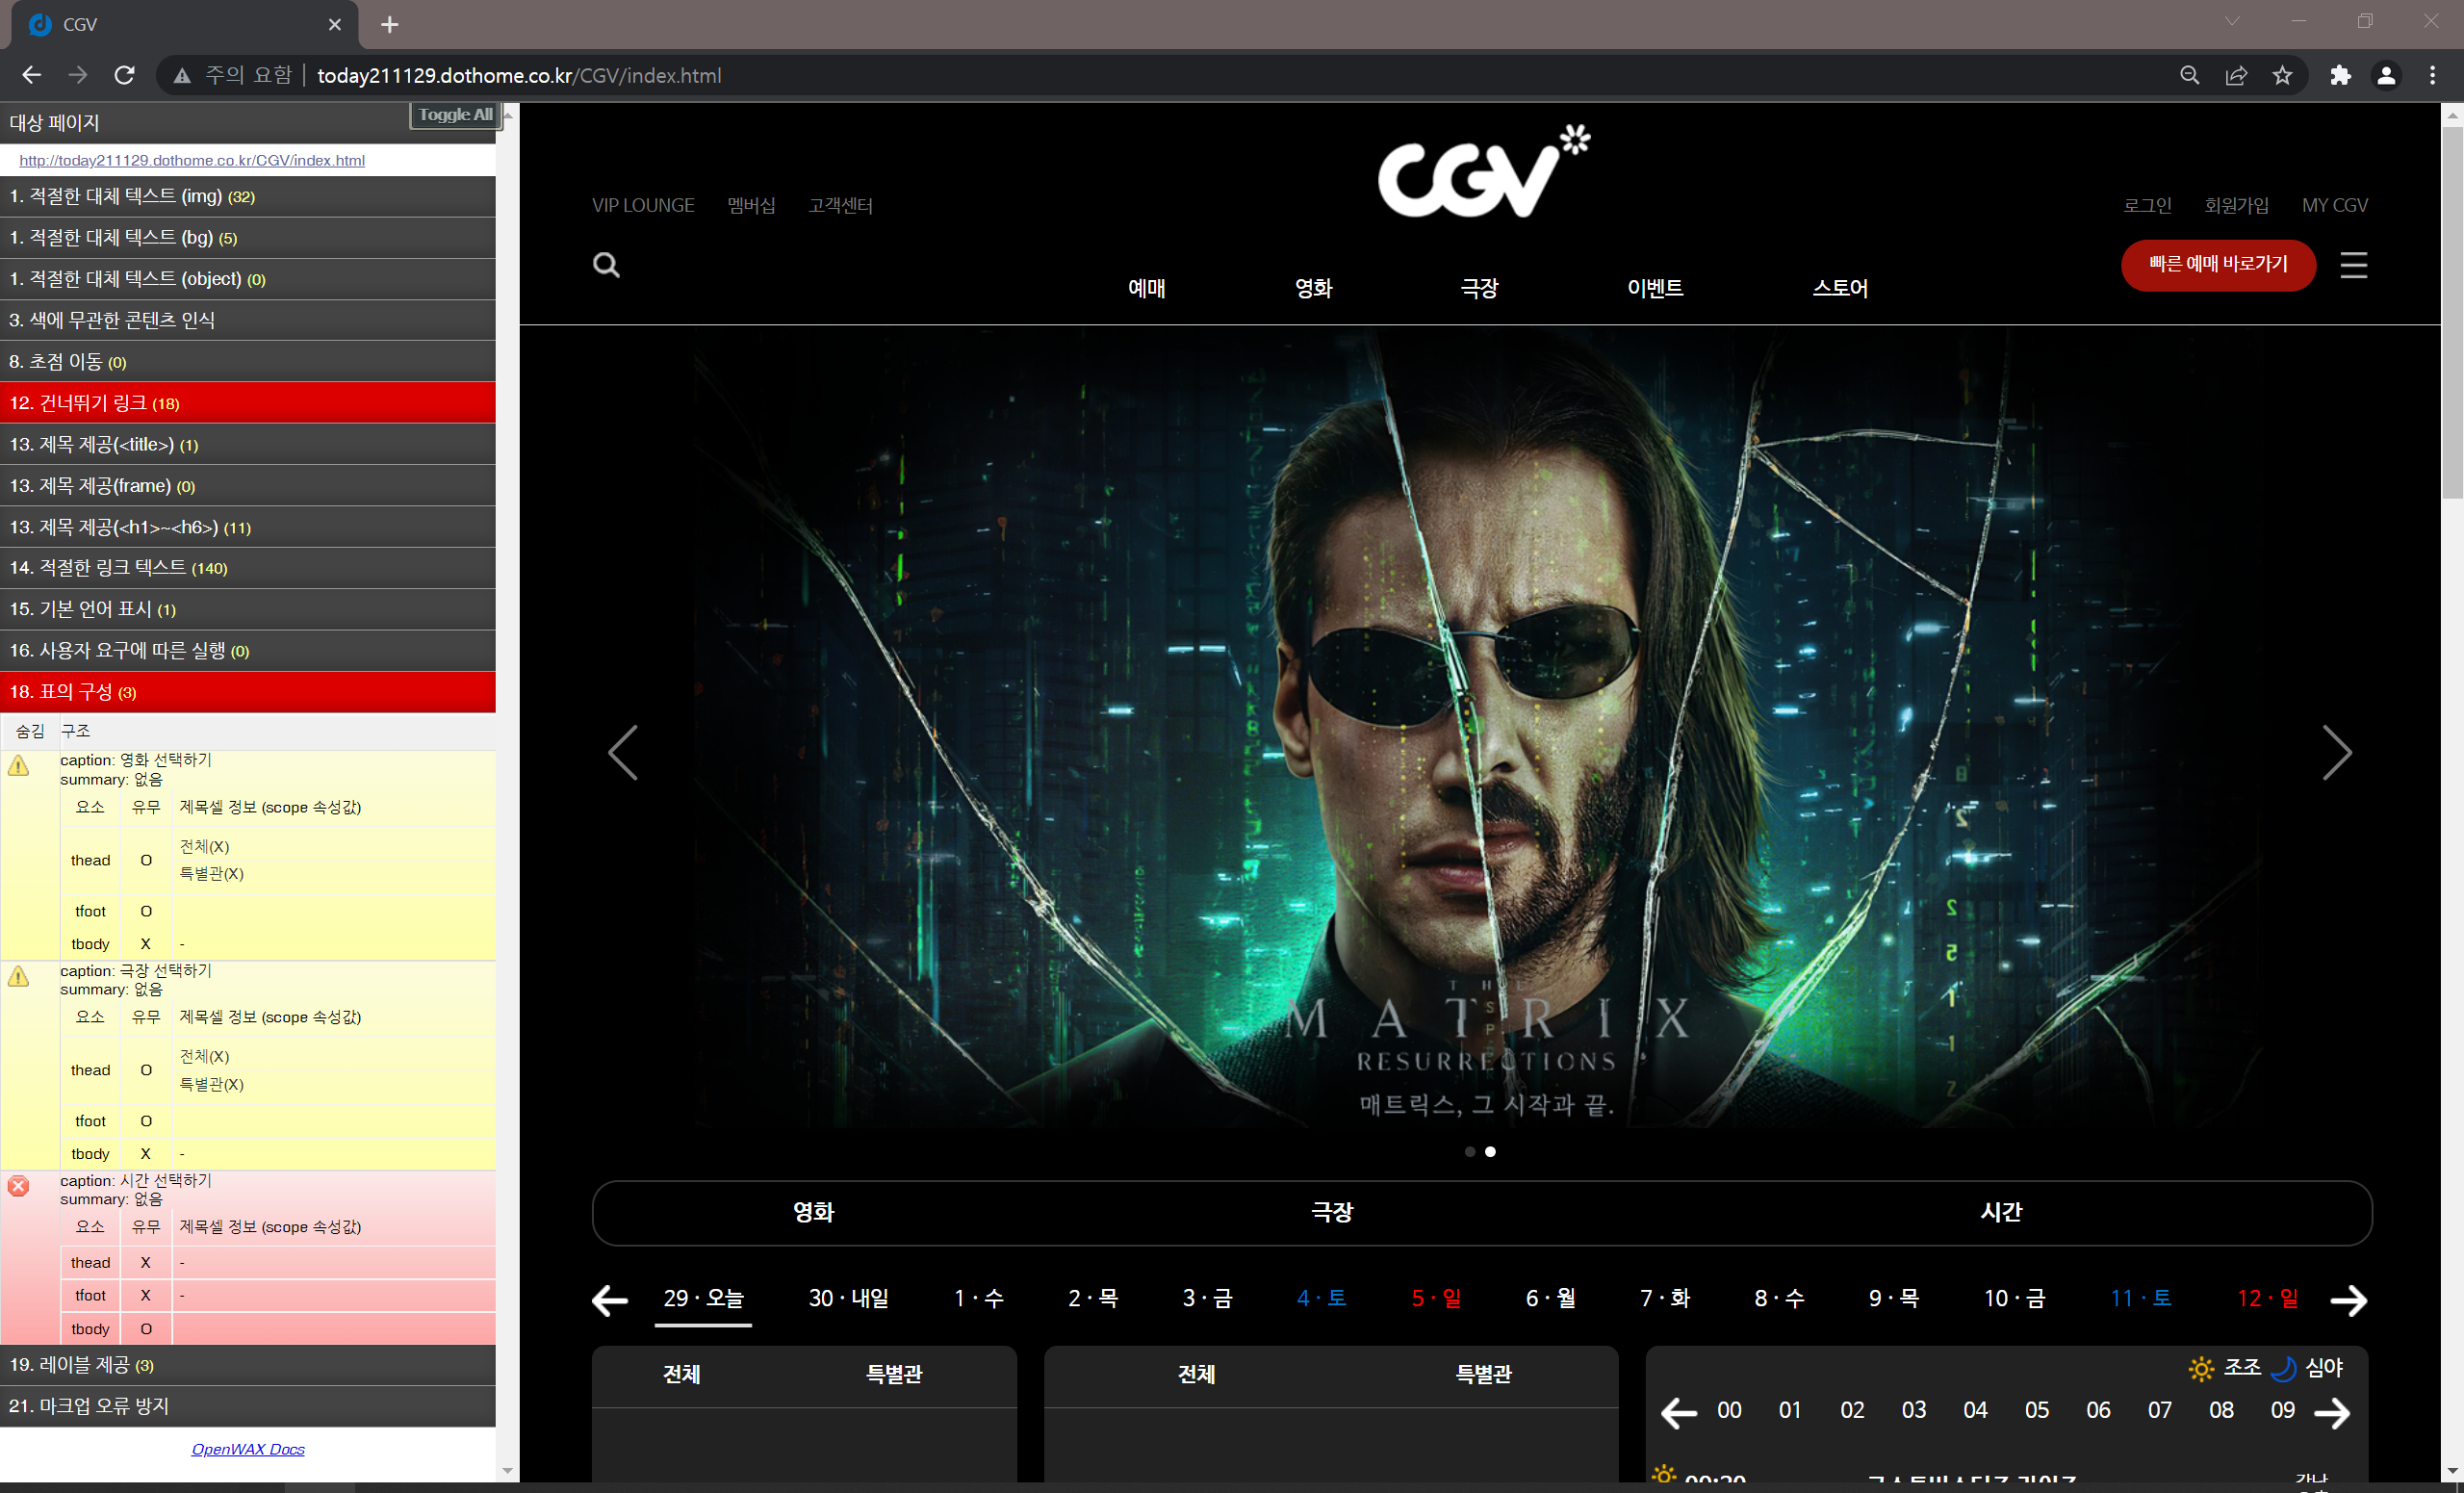 CGV
주의 요함
today211129.dothome.co.kr/CGV/index.html
대상 페이지
Toggle All
http://today211129.dothome.co.kr/CGV/index.html
1. 적절한 대체 텍스트 (img) (32)
1. 적절한 대체 텍스트 (bg) (5)
1. 적절한 대체 텍스트 (object) (0)
3. 색에 무관한 콘텐츠 인식
8. 초점 이동 (0)
12. 건너뛰기 링크 (18)
13. 제목 제공(<title>) (1)
13. 제목 제공(frame) (0)
13. 제목 제공(<h1>~<h6>) (11)
14. 적절한 링크 텍스트 (140)
15. 기본 언어 표시 (1)
16. 사용자 요구에 따른 실행 (0)
18. 표의 구성 (3)
숨김 구조
caption: 영화 선택하기
summary: 없음
요소 유무 제목셀 정보 (scope 속성값)
thead O 전체(X)
특별관(X)
tfoot O
tbody X -
caption: 극장 선택하기
summary: 없음
요소 유무 제목셀 정보 (scope 속성값)
thead O 전체(X)
특별관(X)
tfoot O
tbody X -
caption: 시간 선택하기
summary: 없음
요소 유무 제목셀 정보 (scope 속성값)
thead X -
tfoot X -
tbody O
19. 레이블 제공 (3)
21. 마크업 오류 방지
OpenWAX Docs
CGV
VIP LOUNGE 멤버십 고객센터
로그인 회원가입 MY CGV
빠른 예매 바로가기
예매 영화 극장 이벤트 스토어
THE
MATRIX
RESURRECTIONS
매트릭스, 그 시작과 끝.
영화 극장 시간
29 · 오늘 30 · 내일 1 · 수 2 · 목 3 · 금 4 · 토 5 · 일 6 · 월 7 · 화 8 · 수 9 · 목 10 · 금 11 · 토 12 · 일
전체 특별관
전체 특별관
조조 심야
00 01 02 03 04 05 06 07 08 09